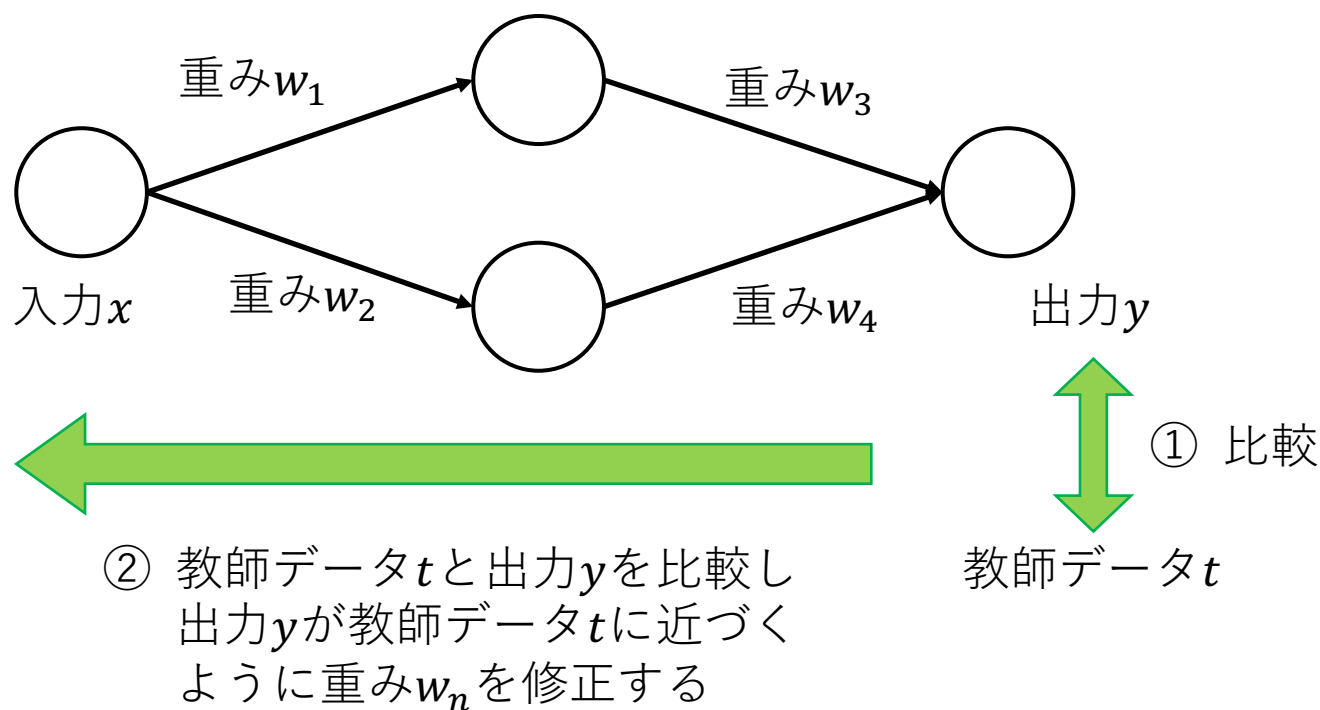 重みw₁
重みw₃
重みw₂
重みw₄
入力x
出力y
① 比較
② 教師データtと出力yを比較し
出力yが教師データtに近づく
ように重みwₙを修正する
教師データt